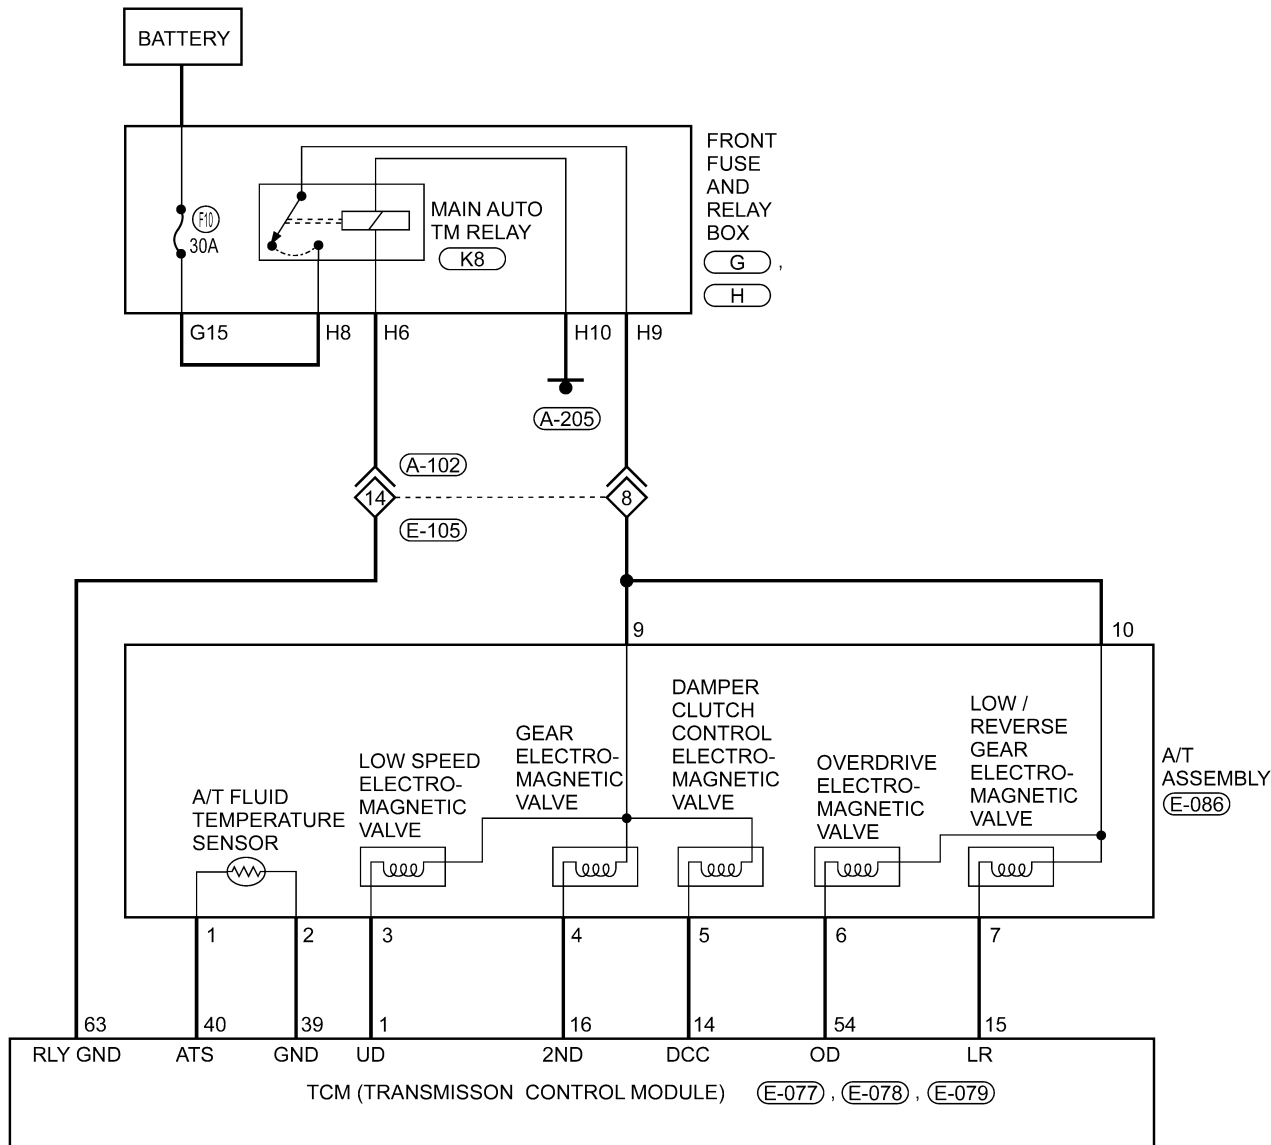 BATTERY
FRONT
FUSE
AND
RELAY
BOX
G ,
H
F10
30A
MAIN AUTO
TM RELAY
K8
G15
H8
H6
H10
H9
A-205
A-102
14
8
E-105
9
10
DAMPER
CLUTCH
CONTROL
ELECTRO-
MAGNETIC
VALVE
LOW /
REVERSE
GEAR
ELECTRO-
MAGNETIC
VALVE
GEAR
ELECTRO-
MAGNETIC
VALVE
LOW SPEED
ELECTRO-
MAGNETIC
VALVE
OVERDRIVE
ELECTRO-
MAGNETIC
VALVE
A/T
ASSEMBLY
E-086
A/T FLUID
TEMPERATURE
SENSOR
1
2
3
4
5
6
7
63
40
39
1
16
14
54
15
RLY GND
ATS
GND
UD
2ND
DCC
OD
LR
TCM (TRANSMISSON CONTROL MODULE) E-077 , E-078 , E-079